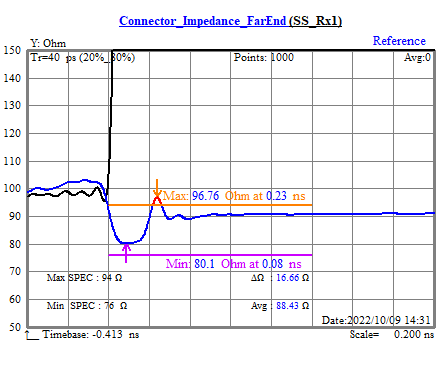 Connector_Impedance_FarEnd (SS_Rx1)
Y: Ohm
Reference
Tr=40 ps (20%_80%)
Points: 1000
Avg:0
150
140
130
120
110
100
90
80
70
60
50
Max: 96.76 Ohm at 0.23 ns
Min: 80.1 Ohm at 0.08 ns
Max SPEC : 94 Ω
ΔΩ : 16.66 Ω
Min SPEC : 76 Ω
Avg : 88.43 Ω
Date:2022/10/09 14:31
Timebase: -0.413 ns
Scale= 0.200 ns